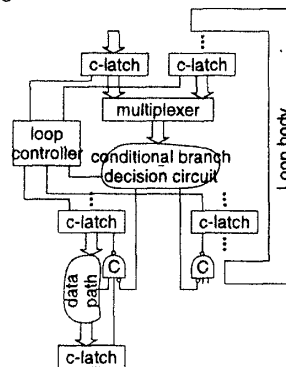 c-latch
c-latch
multiplexer
loop
controller
conditional branch
decision circuit
Loop body
c-latch
c-latch
C
C
data
path
c-latch